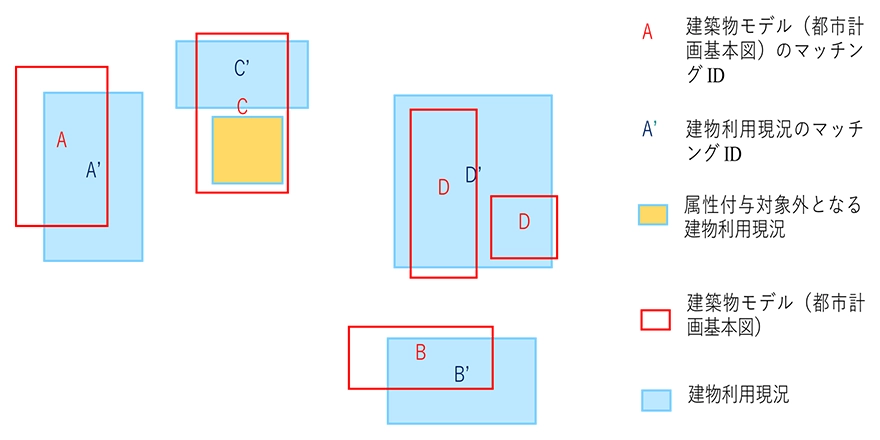 A
A'
C'
C
D
D'
D
B
B'
A
建築物モデル（都市計
画基本図）のマッチン
グID
A'
建物利用現況のマッチ
ングID
属性付与対象外となる
建物利用現況
建築物モデル（都市計
画基本図）
建物利用現況